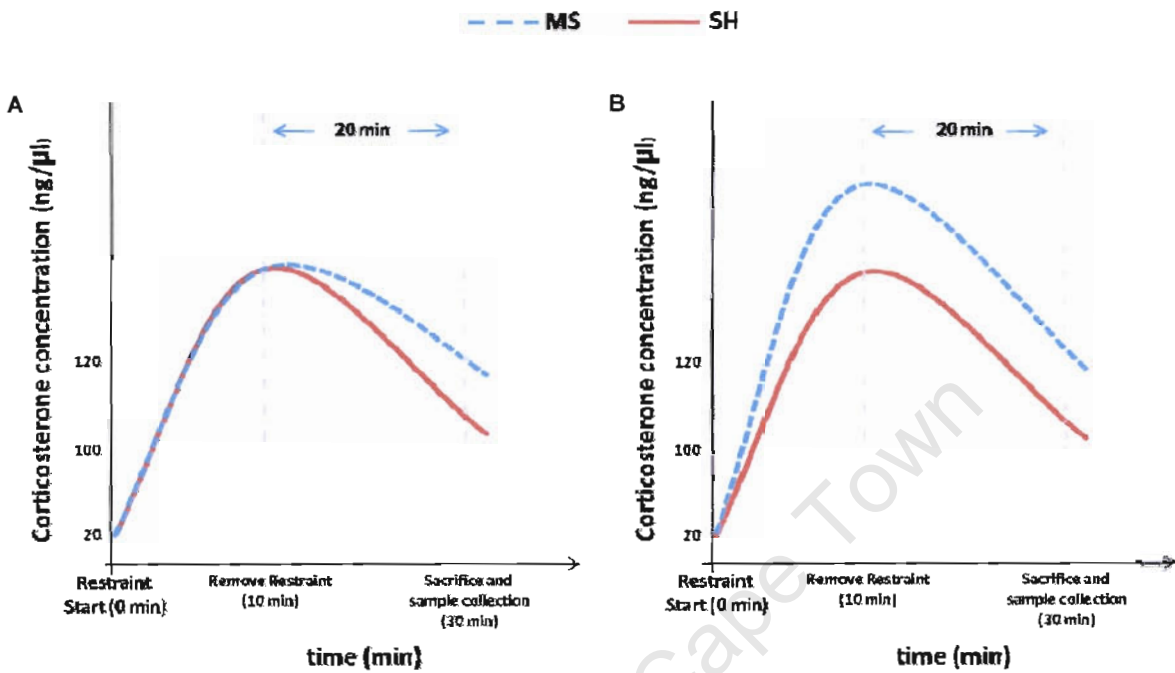 MS SH
A
20 min
Corticosterone concentration (ng/µl)
120
100
20
Restraint
Start (0 min)
Remove Restraint
(10 min)
Sacrifice and
sample collection
(30 min)
time (min)
B
20 min
Corticosterone concentration (ng/µl)
120
100
20
Restraint
Start (0 min)
Remove Restraint
(10 min)
Sacrifice and
sample collection
(30 min)
time (min)
Cape Town